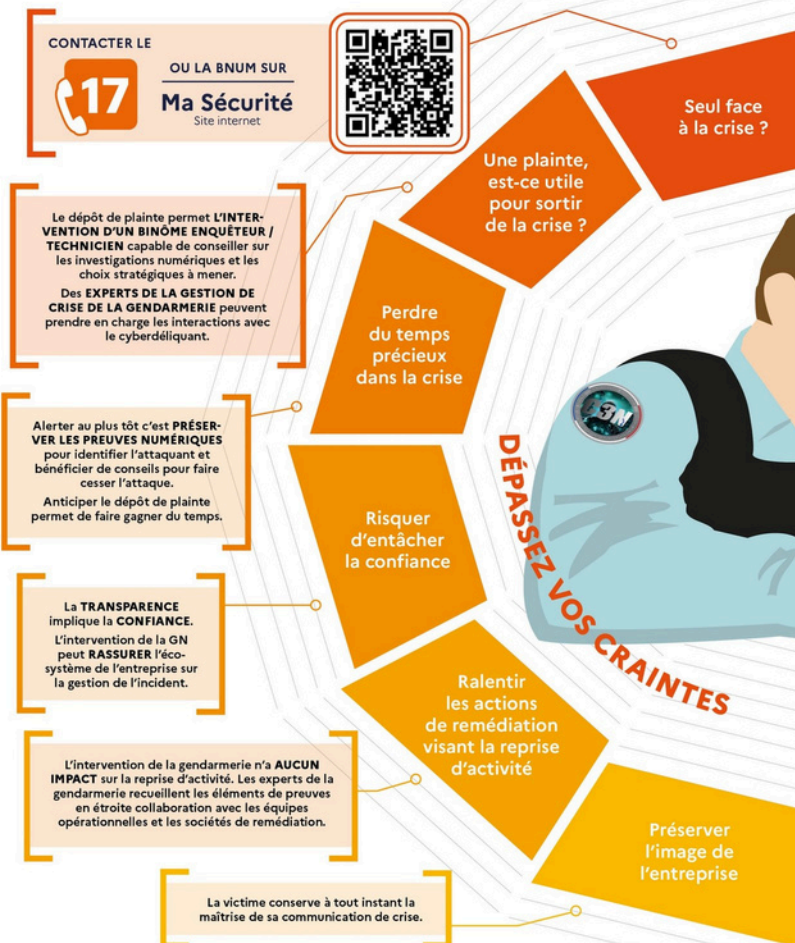 CONTACTER LE
17
OU LA BNUM SUR
Ma Sécurité
Site internet
Seul face
à la crise ?
Une plainte,
est-ce utile
pour sortir
de la crise ?
Le dépôt de plainte permet L'INTER-
VENTION D'UN BINÔME ENQUÊTEUR /
TECHNICIEN capable de conseiller sur
les investigations numériques et les
choix stratégiques à mener.
Des EXPERTS DE LA GESTION DE
CRISE DE LA GENDARMERIE peuvent
prendre en charge les interactions avec
le cyberdéliquant.
Perdre
du temps
précieux
dans la crise
Alerter au plus tôt c'est PRÉSER-
VER LES PREUVES NUMÉRIQUES
pour identifier l'attaquant et
bénéficier de conseils pour faire
cesser l'attaque.
Anticiper le dépôt de plainte
permet de faire gagner du temps.
Risquer
d'entâcher
la confiance
La TRANSPARENCE
implique la CONFIANCE.
L'intervention de la GN
peut RASSURER l'éco-
système de l'entreprise sur
la gestion de l'incident.
Ralentir
les actions
de remédiation
visant la reprise
d'activité
L'intervention de la gendarmerie n'a AUCUN
IMPACT sur la reprise d'activité. Les experts de la
gendarmerie recueillent les éléments de preuves
en étroite collaboration avec les équipes
opérationnelles et les sociétés de remédiation.
Préserver
l'image de
l'entreprise
La victime conserve à tout instant la
maîtrise de sa communication de crise.
DÉPASSEZ VOS CRAINTES